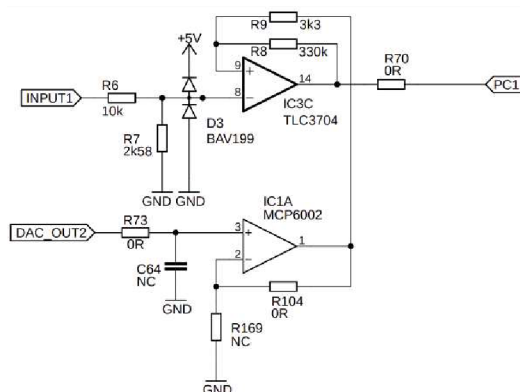 R9
3k3
+5V
R8
330k
R70
0R
9
+
14
R6
8
-
IC3C
TLC3704
INPUT1
PC1
10k
D3
BAV199
R7
2k58
GND
GND
IC1A
MCP6002
DAC_OUT2
R73
0R
3
+
1
2
-
C64
NC
R104
0R
GND
R169
NC
GND